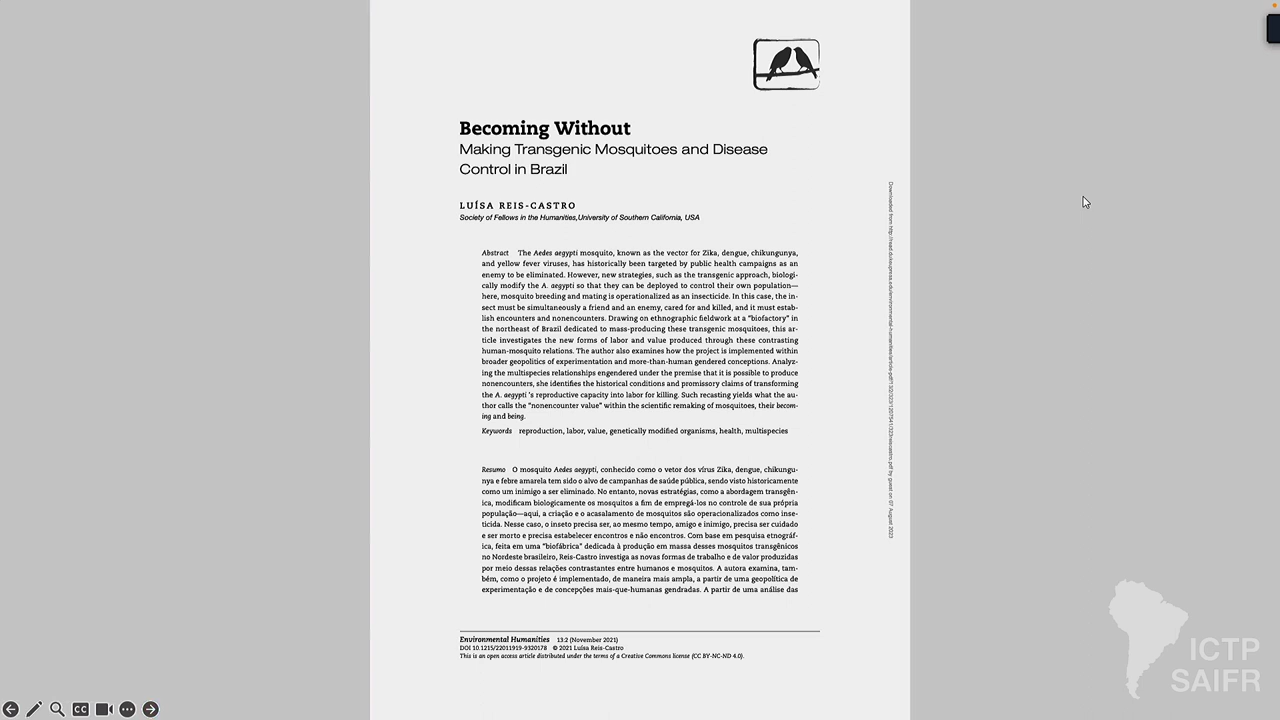 Becoming Without
Making Transgenic Mosquitoes and Disease
Control in Brazil
LUÍSA REIS-CASTRO
Society of Fellows in the Humanities,University of Southern California, USA
Abstract The Aedes aegypti mosquito, known as the vector for Zika, dengue, chikungunya,
and yellow fever viruses, has historically been targeted by public health campaigns as an
enemy to be eliminated. However, new strategies, such as the transgenic approach, biologi-
cally modify the A. aegypti so that they can be deployed to control their own population—
here, mosquito breeding and mating is operationalized as an insecticide. In this case, the in-
sect must be simultaneously a friend and an enemy, cared for and killed, and it must estab-
lish encounters and nonencounters. Drawing on ethnographic fieldwork at a "biofactory" in
the northeast of Brazil dedicated to mass-producing these transgenic mosquitoes, this ar-
ticle investigates the new forms of labor and value produced through these contrasting
human-mosquito relations. The author also examines how the project is implemented within
broader geopolitics of experimentation and more-than-human gendered conceptions. Analyz-
ing the multispecies relationships engendered under the premise that it is possible to produce
nonencounters, she identifies the historical conditions and promissory claims of transforming
the A. aegypti 's reproductive capacity into labor for killing. Such recasting yields what the au-
thor calls the "nonencounter value" within the scientific remaking of mosquitoes, their becom-
ing and being.
Keywords reproduction, labor, value, genetically modified organisms, health, multispecies
Resumo O mosquito Aedes aegypti, conhecido como o vetor dos vírus Zika, dengue, chikungu-
nya e febre amarela tem sido o alvo de campanhas de saúde pública, sendo visto historicamente
como um inimigo a ser eliminado. No entanto, novas estratégias, como a abordagem transgên-
ica, modificam biologicamente os mosquitos a fim de empregá-los no controle de sua própria
população—aqui, a criação e o acasalamento de mosquitos são operacionalizados como inse-
ticida. Nesse caso, o inseto precisa ser, ao mesmo tempo, amigo e inimigo, precisa ser cuidado
e ser morto e precisa estabelecer encontros e não encontros. Com base em pesquisa etnográf-
ica, feita em uma "biofábrica" dedicada à produção em massa desses mosquitos transgênicos
no Nordeste brasileiro, Reis-Castro investiga as novas formas de trabalho e de valor produzidas
por meio dessas relações contrastantes entre humanos e mosquitos. A autora examina, tam-
bém, como o projeto é implementado, de maneira mais ampla, a partir de uma geopolítica de
experimentação e de concepções mais-que-humanas gendradas. A partir de uma análise das
Environmental Humanities 13:2 (November 2021)
DOI 10.1215/22011919-9320178 © 2021 Luísa Reis-Castro
This is an open access article distributed under the terms of a Creative Commons license (CC BY-NC-ND 4.0).
by guest on 07 August 2023
CC
ICTP
SAIFR